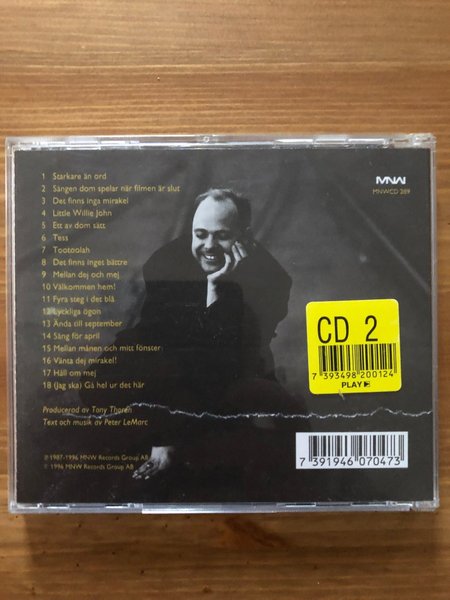 MNW
MNWCD 289
1 Starkare än ord
2 Sången dom spelar när filmen är slut
3 Det finns inga mirakel
4 Little Willie John
5 Ett av dom sätt
6 Tess
7 Tootoolah
8 Det finns inget bättre
9 Mellan dej och mej
10 Välkommen hem!
11 Fyra steg i det blå
12 Lyckliga ögon
13 Ända till september
14 Sång för april
15 Mellan månen och mitt fönster
16 Vänta dej mirakel!
17 Håll om mej
18 (Jag ska) Gå hel ur det här
Producerad av Tony Thorén
Text och musik av Peter LeMarc
℗ 1987-1996 MNW Records Group AB
© 1996 MNW Records Group AB
CD 2
7 393498 200124
PLAY
7 391946 070473